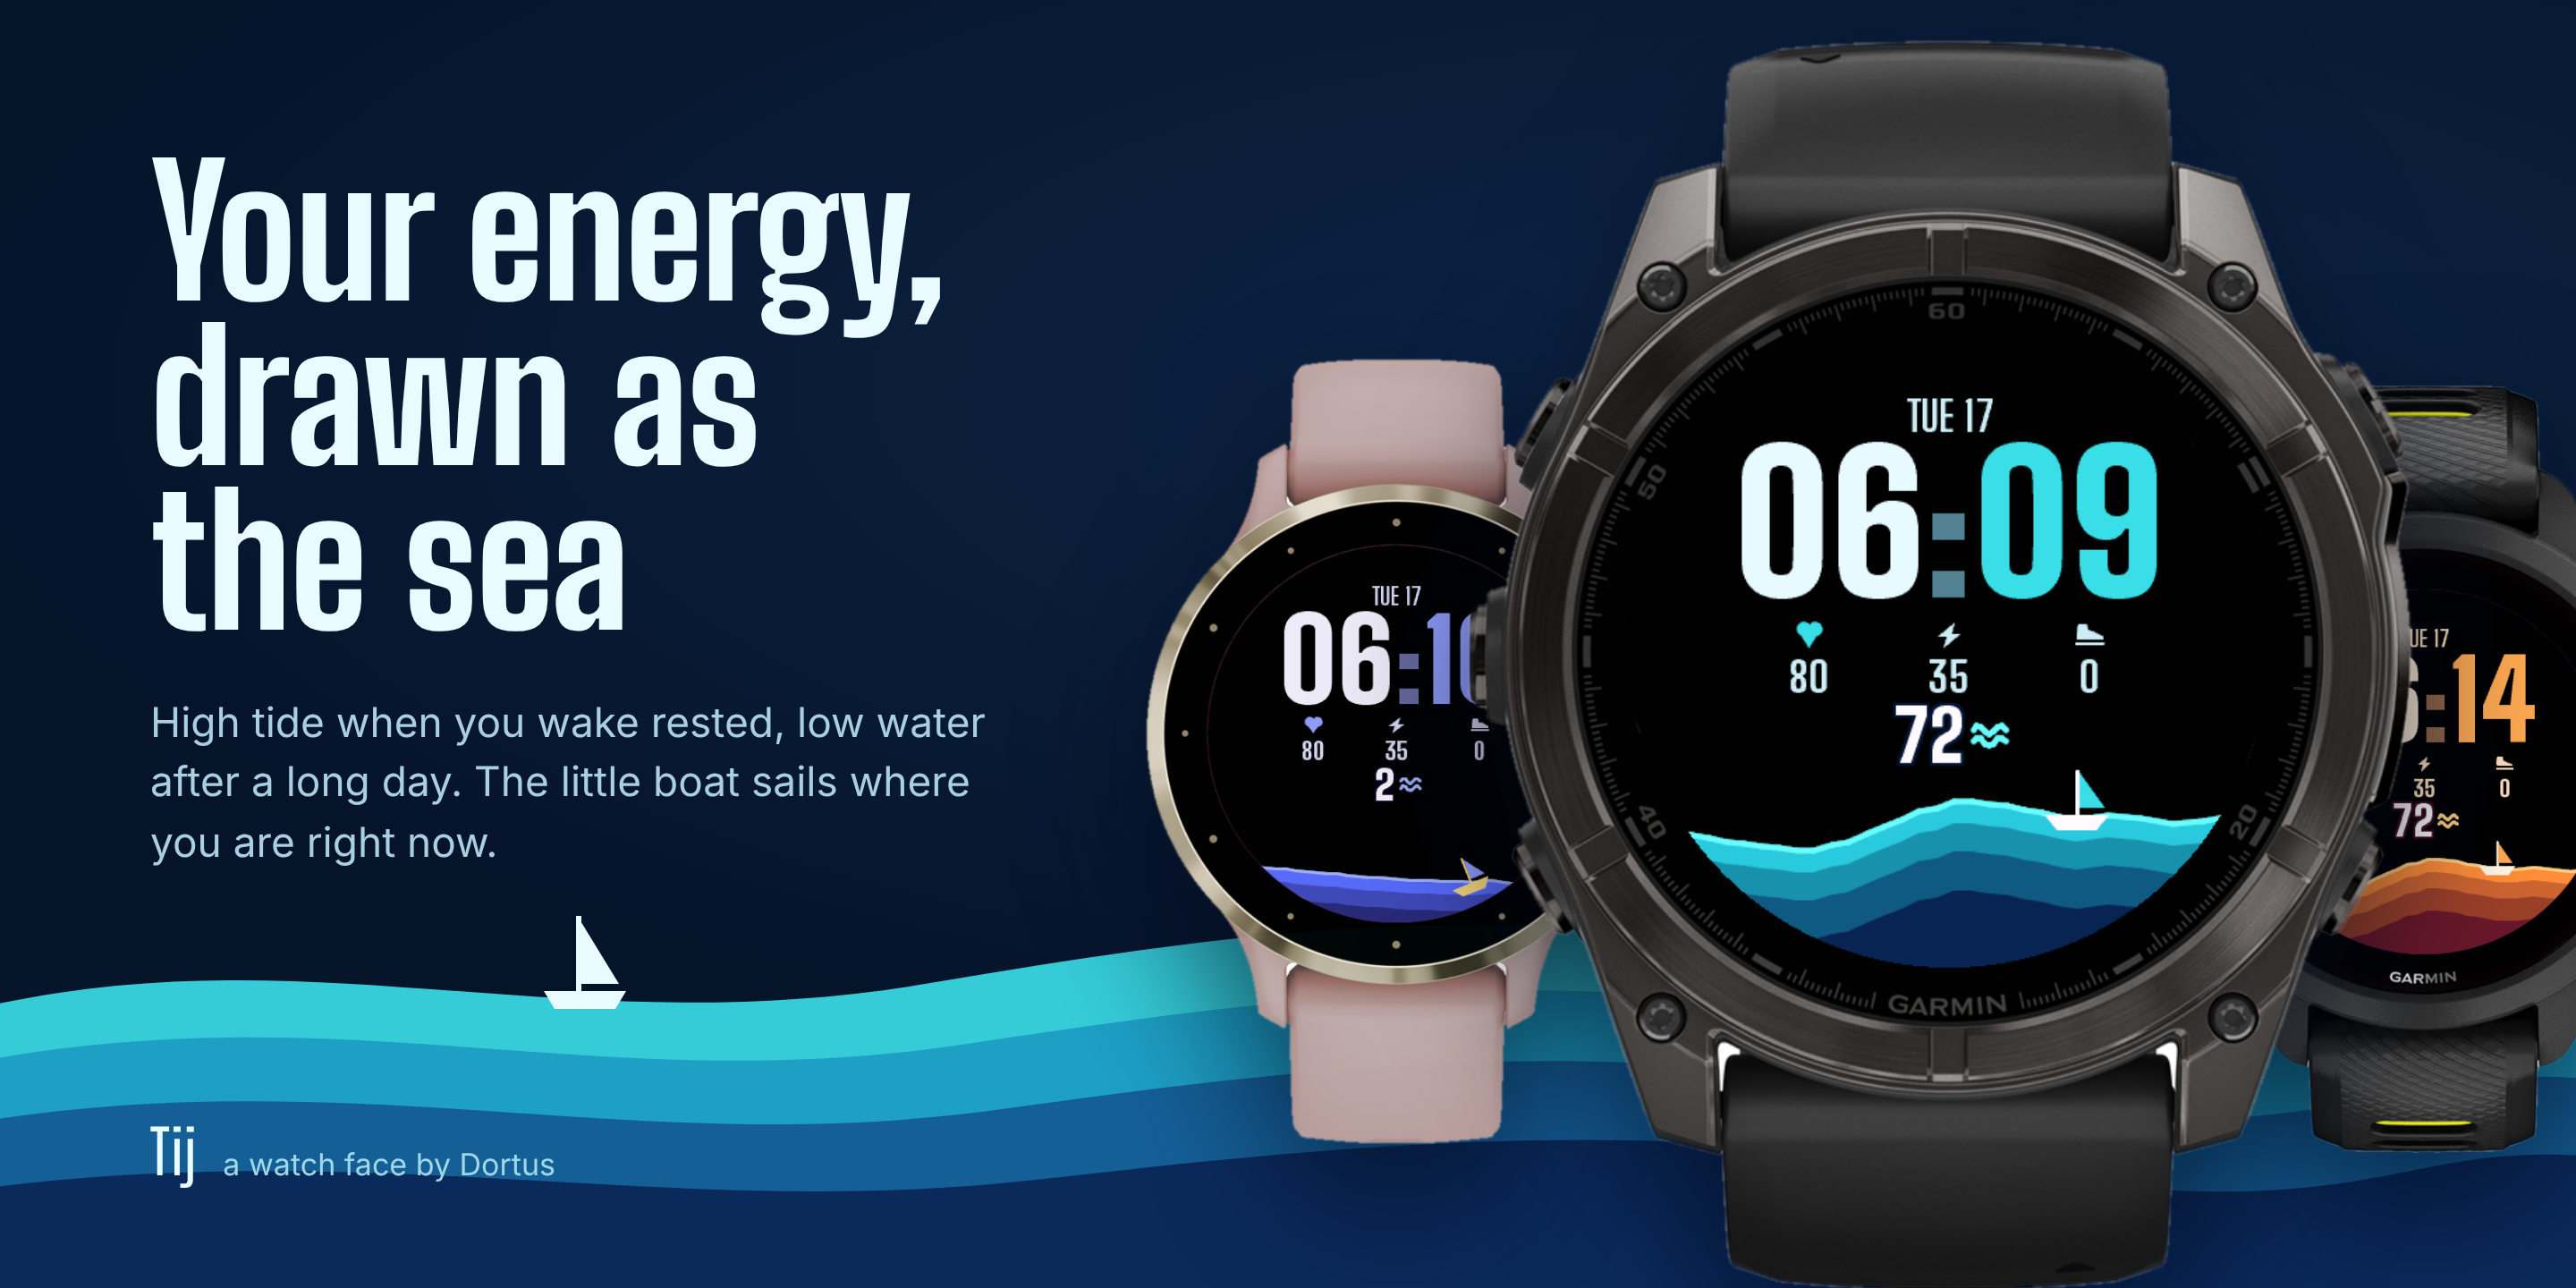 Your energy,
drawn as
the sea
High tide when you wake rested, low water
after a long day. The little boat sails where
you are right now.
Tij a watch face by Dortus
TUE 17
06:10
80 35 0
2
60
50
40
20
TUE 17
06:09
80 35 0
72
GARMIN
UE 17
6:14
35 0
72
GARMIN